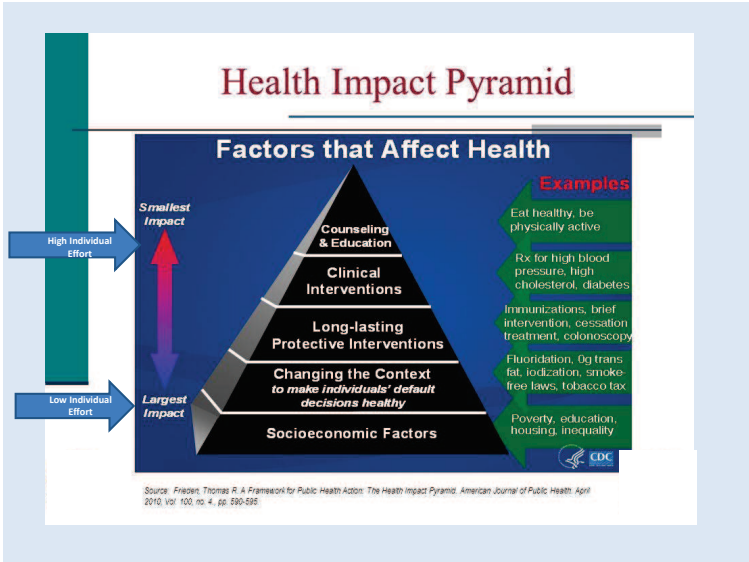 Health Impact Pyramid
Factors that Affect Health
Examples
Smallest
Impact
High Individual
Effort
Largest
Impact
Low Individual
Effort
Counseling
& Education
Clinical
Interventions
Long-lasting
Protective Interventions
Changing the Context
to make individuals' default
decisions healthy
Socioeconomic Factors
Eat healthy, be
physically active
Rx for high blood
pressure, high
cholesterol, diabetes
Immunizations, brief
intervention, cessation
treatment, colonoscopy
Fluoridation, 0g trans
fat, iodization, smoke-
free laws, tobacco tax
Poverty, education,
housing, inequality
CDC
Source: Frieden, Thomas R. A Framework for Public Health Action: The Health Impact Pyramid. American Journal of Public Health. April
2010, Vol. 100, no. 4., pp. 590-595